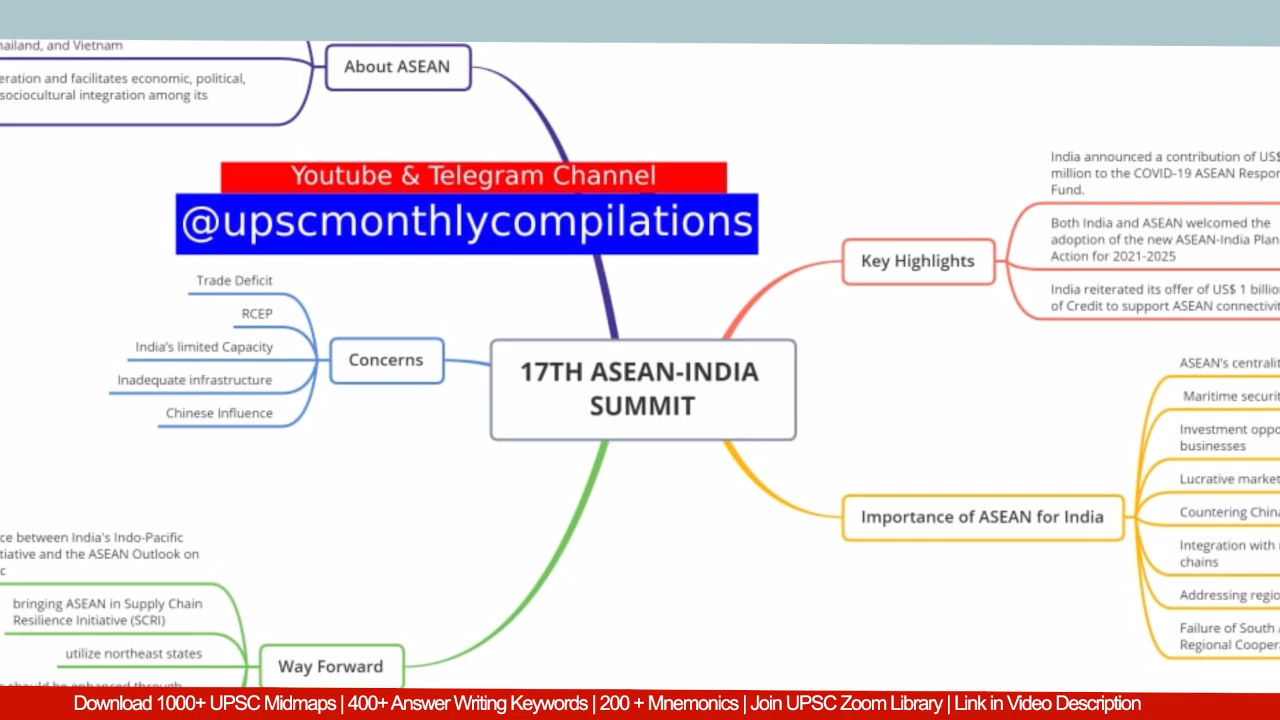 hailand, and Vietnam
eration and facilitates economic, political,
sociocultural integration among its
About ASEAN
Youtube & Telegram Channel
@upscmonthlycompilations
Trade Deficit
RCEP
India's limited Capacity
Inadequate infrastructure
Chinese Influence
Concerns
17TH ASEAN-INDIA
SUMMIT
Key Highlights
India announced a contribution of US$
million to the COVID-19 ASEAN Respon
Fund.
Both India and ASEAN welcomed the
adoption of the new ASEAN-India Plan
Action for 2021-2025
India reiterated its offer of US$ 1 billio
of Credit to support ASEAN connectivit
Importance of ASEAN for India
ASEAN's centralit
Maritime securit
Investment oppo
businesses
Lucrative market
Countering China
Integration with
chains
Addressing regio
Failure of South A
Regional Coopera
ce between India's Indo-Pacific
tiative and the ASEAN Outlook on
c
bringing ASEAN in Supply Chain
Resilience Initiative (SCRI)
utilize northeast states
should be enhanced through
Way Forward
Download 1000+ UPSC Midmaps | 400+ Answer Writing Keywords | 200 + Mnemonics | Join UPSC Zoom Library | Link in Video Description